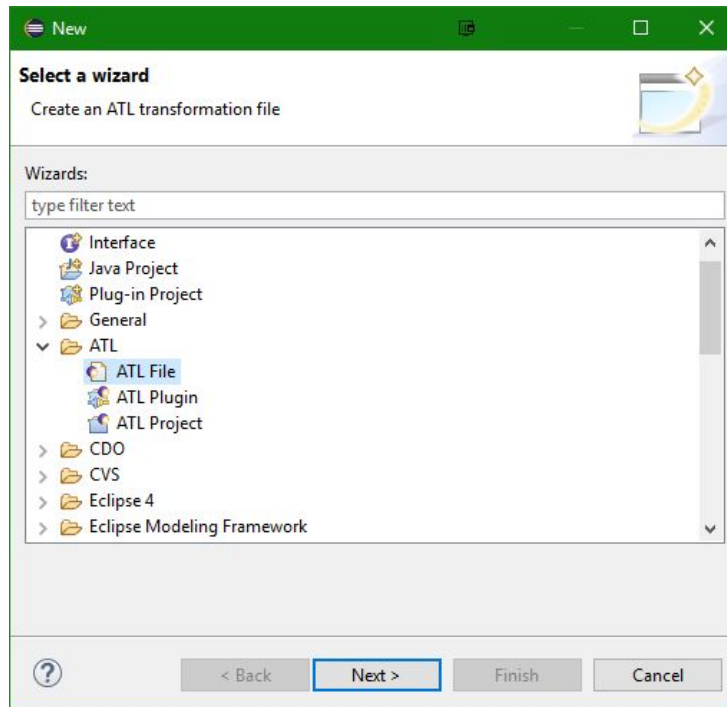 New
Select a wizard
Create an ATL transformation file
Wizards:
type filter text
Interface
Java Project
Plug-in Project
General
ATL
ATL File
ATL Plugin
ATL Project
CDO
CVS
Eclipse 4
Eclipse Modeling Framework
? < Back Next > Finish Cancel